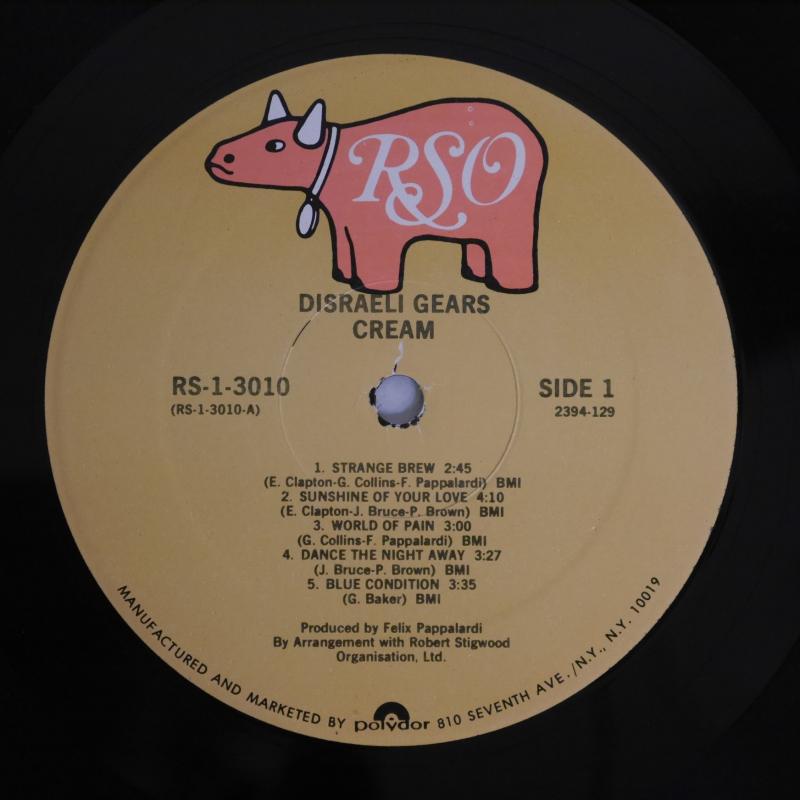 RSO
DISRAELI GEARS
CREAM
RS-1-3010
(RS-1-3010-A)
SIDE 1
2394-129
1. STRANGE BREW 2:45
(E. Clapton-G. Collins-F. Pappalardi) BMI
2. SUNSHINE OF YOUR LOVE 4:10
(E. Clapton-J. Bruce-P. Brown) BMI
3. WORLD OF PAIN 3:00
(G. Collins-F. Pappalardi) BMI
4. DANCE THE NIGHT AWAY 3:27
(J. Bruce-P. Brown) BMI
5. BLUE CONDITION 3:35
(G. Baker) BMI
Produced by Felix Pappalardi
By Arrangement with Robert Stigwood
Organisation, Ltd.
MANUFACTURED AND MARKETED BY polydor 810 SEVENTH AVE./N.Y., N.Y. 10019